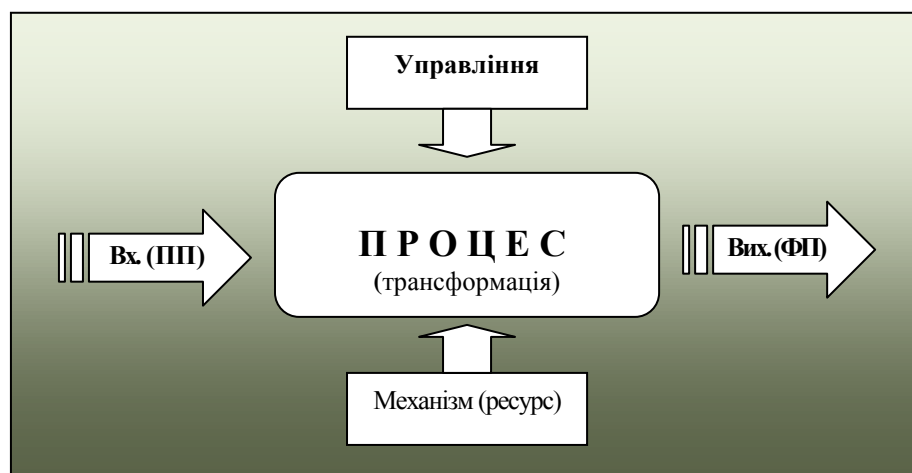 Управління
Вх. (ПП)
П Р О Ц Е С
(трансформація)
Вих. (ФП)
Механізм (ресурс)